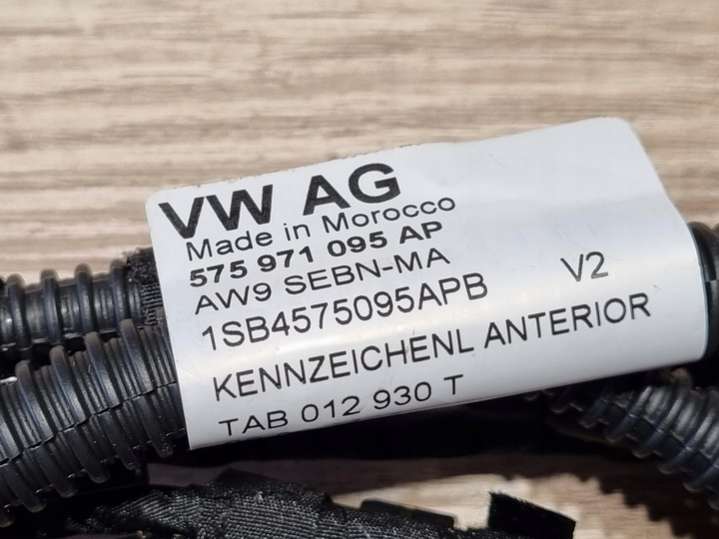 VW AG
Made in Morocco
575 971 095 AP
AW9 SEBN-MA
1SB4575095APB V2
KENNZEICHENL ANTERIOR
TAB 012 930 T